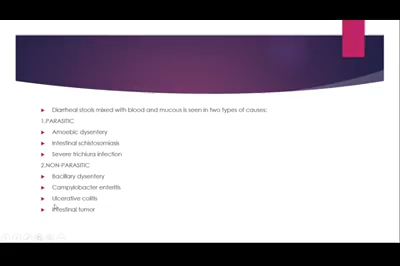 Diarrheal stools mixed with blood and mucous is seen in two types of causes:
1.PARASITIC
Amoebic dysentery
Intestinal schistosomiasis
Severe trichiura infection
2.NON-PARASITIC
Bacillary dysentery
Campylobacter enteritis
Ulcerative colitis
Intestinal tumor